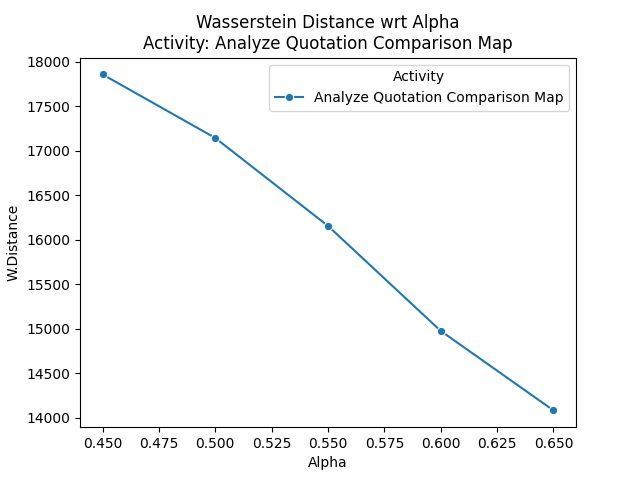 Wasserstein Distance wrt Alpha
Activity: Analyze Quotation Comparison Map
Activity
Analyze Quotation Comparison Map
W.Distance
18000
17500
17000
16500
16000
15500
15000
14500
14000
0.450 0.475 0.500 0.525 0.550 0.575 0.600 0.625 0.650
Alpha